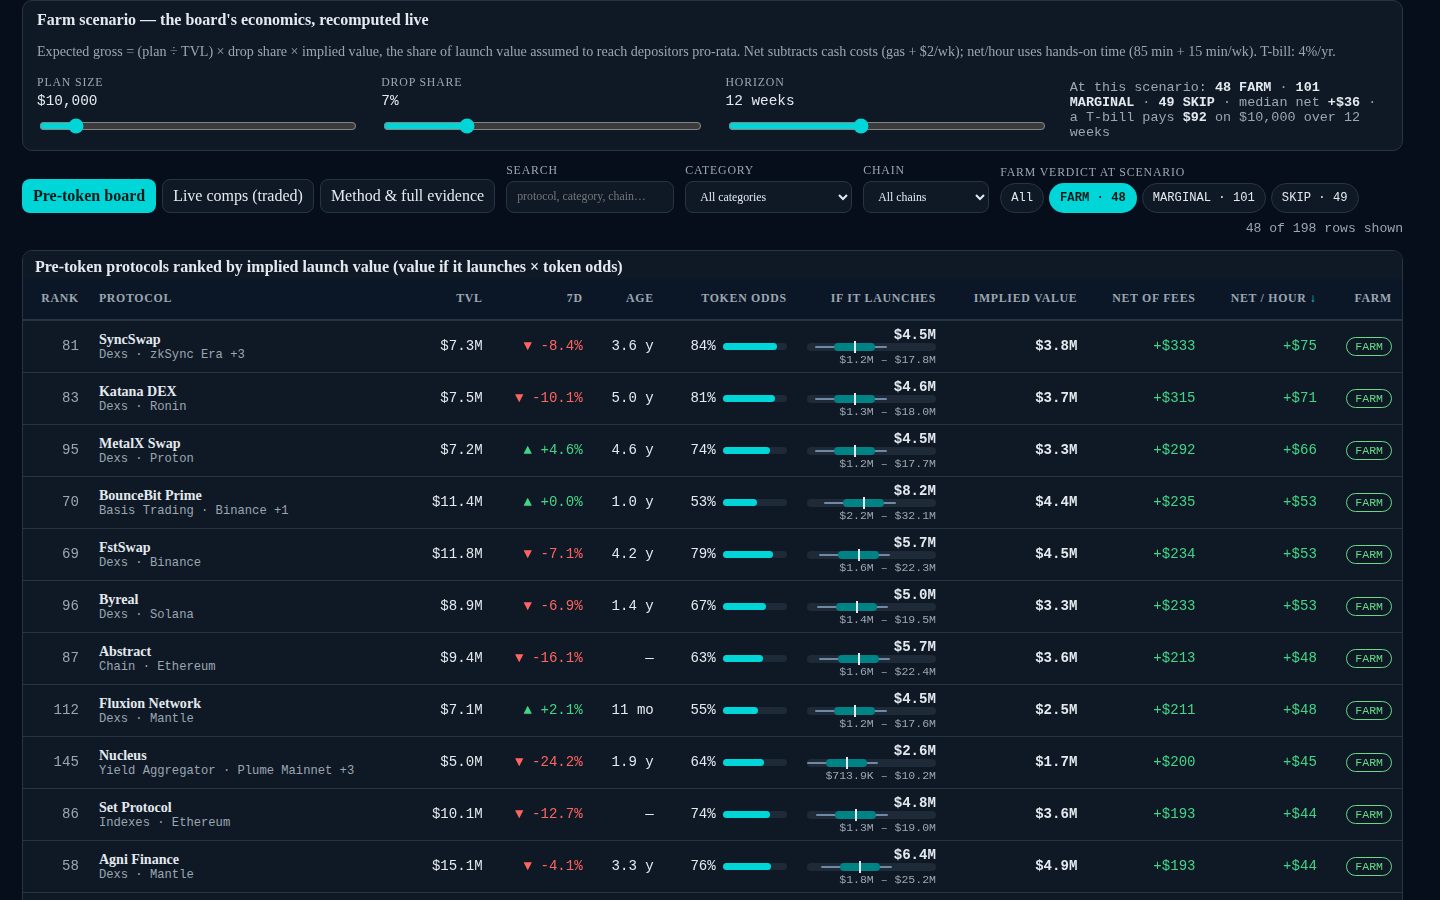 Farm scenario — the board's economics, recomputed live
Expected gross = (plan ÷ TVL) × drop share × implied value, the share of launch value assumed to reach depositors pro-rata. Net subtracts cash costs (gas + $2/wk); net/hour uses hands-on time (85 min + 15 min/wk). T-bill: 4%/yr.
PLAN SIZE
$10,000
DROP SHARE
7%
HORIZON
12 weeks
At this scenario: 48 FARM · 101
MARGINAL · 49 SKIP · median net +$36 ·
a T-bill pays $92 on $10,000 over 12
weeks
Pre-token board
Live comps (traded)
Method & full evidence
SEARCH
protocol, category, chain…
CATEGORY
All categories
CHAIN
All chains
FARM VERDICT AT SCENARIO
All
FARM · 48
MARGINAL · 101
SKIP · 49
48 of 198 rows shown
Pre-token protocols ranked by implied launch value (value if it launches × token odds)
RANK PROTOCOL TVL 7D AGE TOKEN ODDS IF IT LAUNCHES IMPLIED VALUE NET OF FEES NET / HOUR ↓ FARM
81 SyncSwap $7.3M ▼ -8.4% 3.6 y 84% $4.5M $3.8M +$333 +$75 FARM
Dexs · zkSync Era +3 $1.2M – $17.8M
83 Katana DEX $7.5M ▼ -10.1% 5.0 y 81% $4.6M $3.7M +$315 +$71 FARM
Dexs · Ronin $1.3M – $18.0M
95 MetalX Swap $7.2M ▲ +4.6% 4.6 y 74% $4.5M $3.3M +$292 +$66 FARM
Dexs · Proton $1.2M – $17.7M
70 BounceBit Prime $11.4M ▲ +0.0% 1.0 y 53% $8.2M $4.4M +$235 +$53 FARM
Basis Trading · Binance +1 $2.2M – $32.1M
69 FstSwap $11.8M ▼ -7.1% 4.2 y 79% $5.7M $4.5M +$234 +$53 FARM
Dexs · Binance $1.6M – $22.3M
96 Byreal $8.9M ▼ -6.9% 1.4 y 67% $5.0M $3.3M +$233 +$53 FARM
Dexs · Solana $1.4M – $19.5M
87 Abstract $9.4M ▼ -16.1% — 63% $5.7M $3.6M +$213 +$48 FARM
Chain · Ethereum $1.6M – $22.4M
112 Fluxion Network $7.1M ▲ +2.1% 11 mo 55% $4.5M $2.5M +$211 +$48 FARM
Dexs · Mantle $1.2M – $17.6M
145 Nucleus $5.0M ▼ -24.2% 1.9 y 64% $2.6M $1.7M +$200 +$45 FARM
Yield Aggregator · Plume Mainnet +3 $713.9K – $10.2M
86 Set Protocol $10.1M ▼ -12.7% — 74% $4.8M $3.6M +$193 +$44 FARM
Indexes · Ethereum $1.3M – $19.0M
58 Agni Finance $15.1M ▼ -4.1% 3.3 y 76% $6.4M $4.9M +$193 +$44 FARM
Dexs · Mantle $1.8M – $25.2M